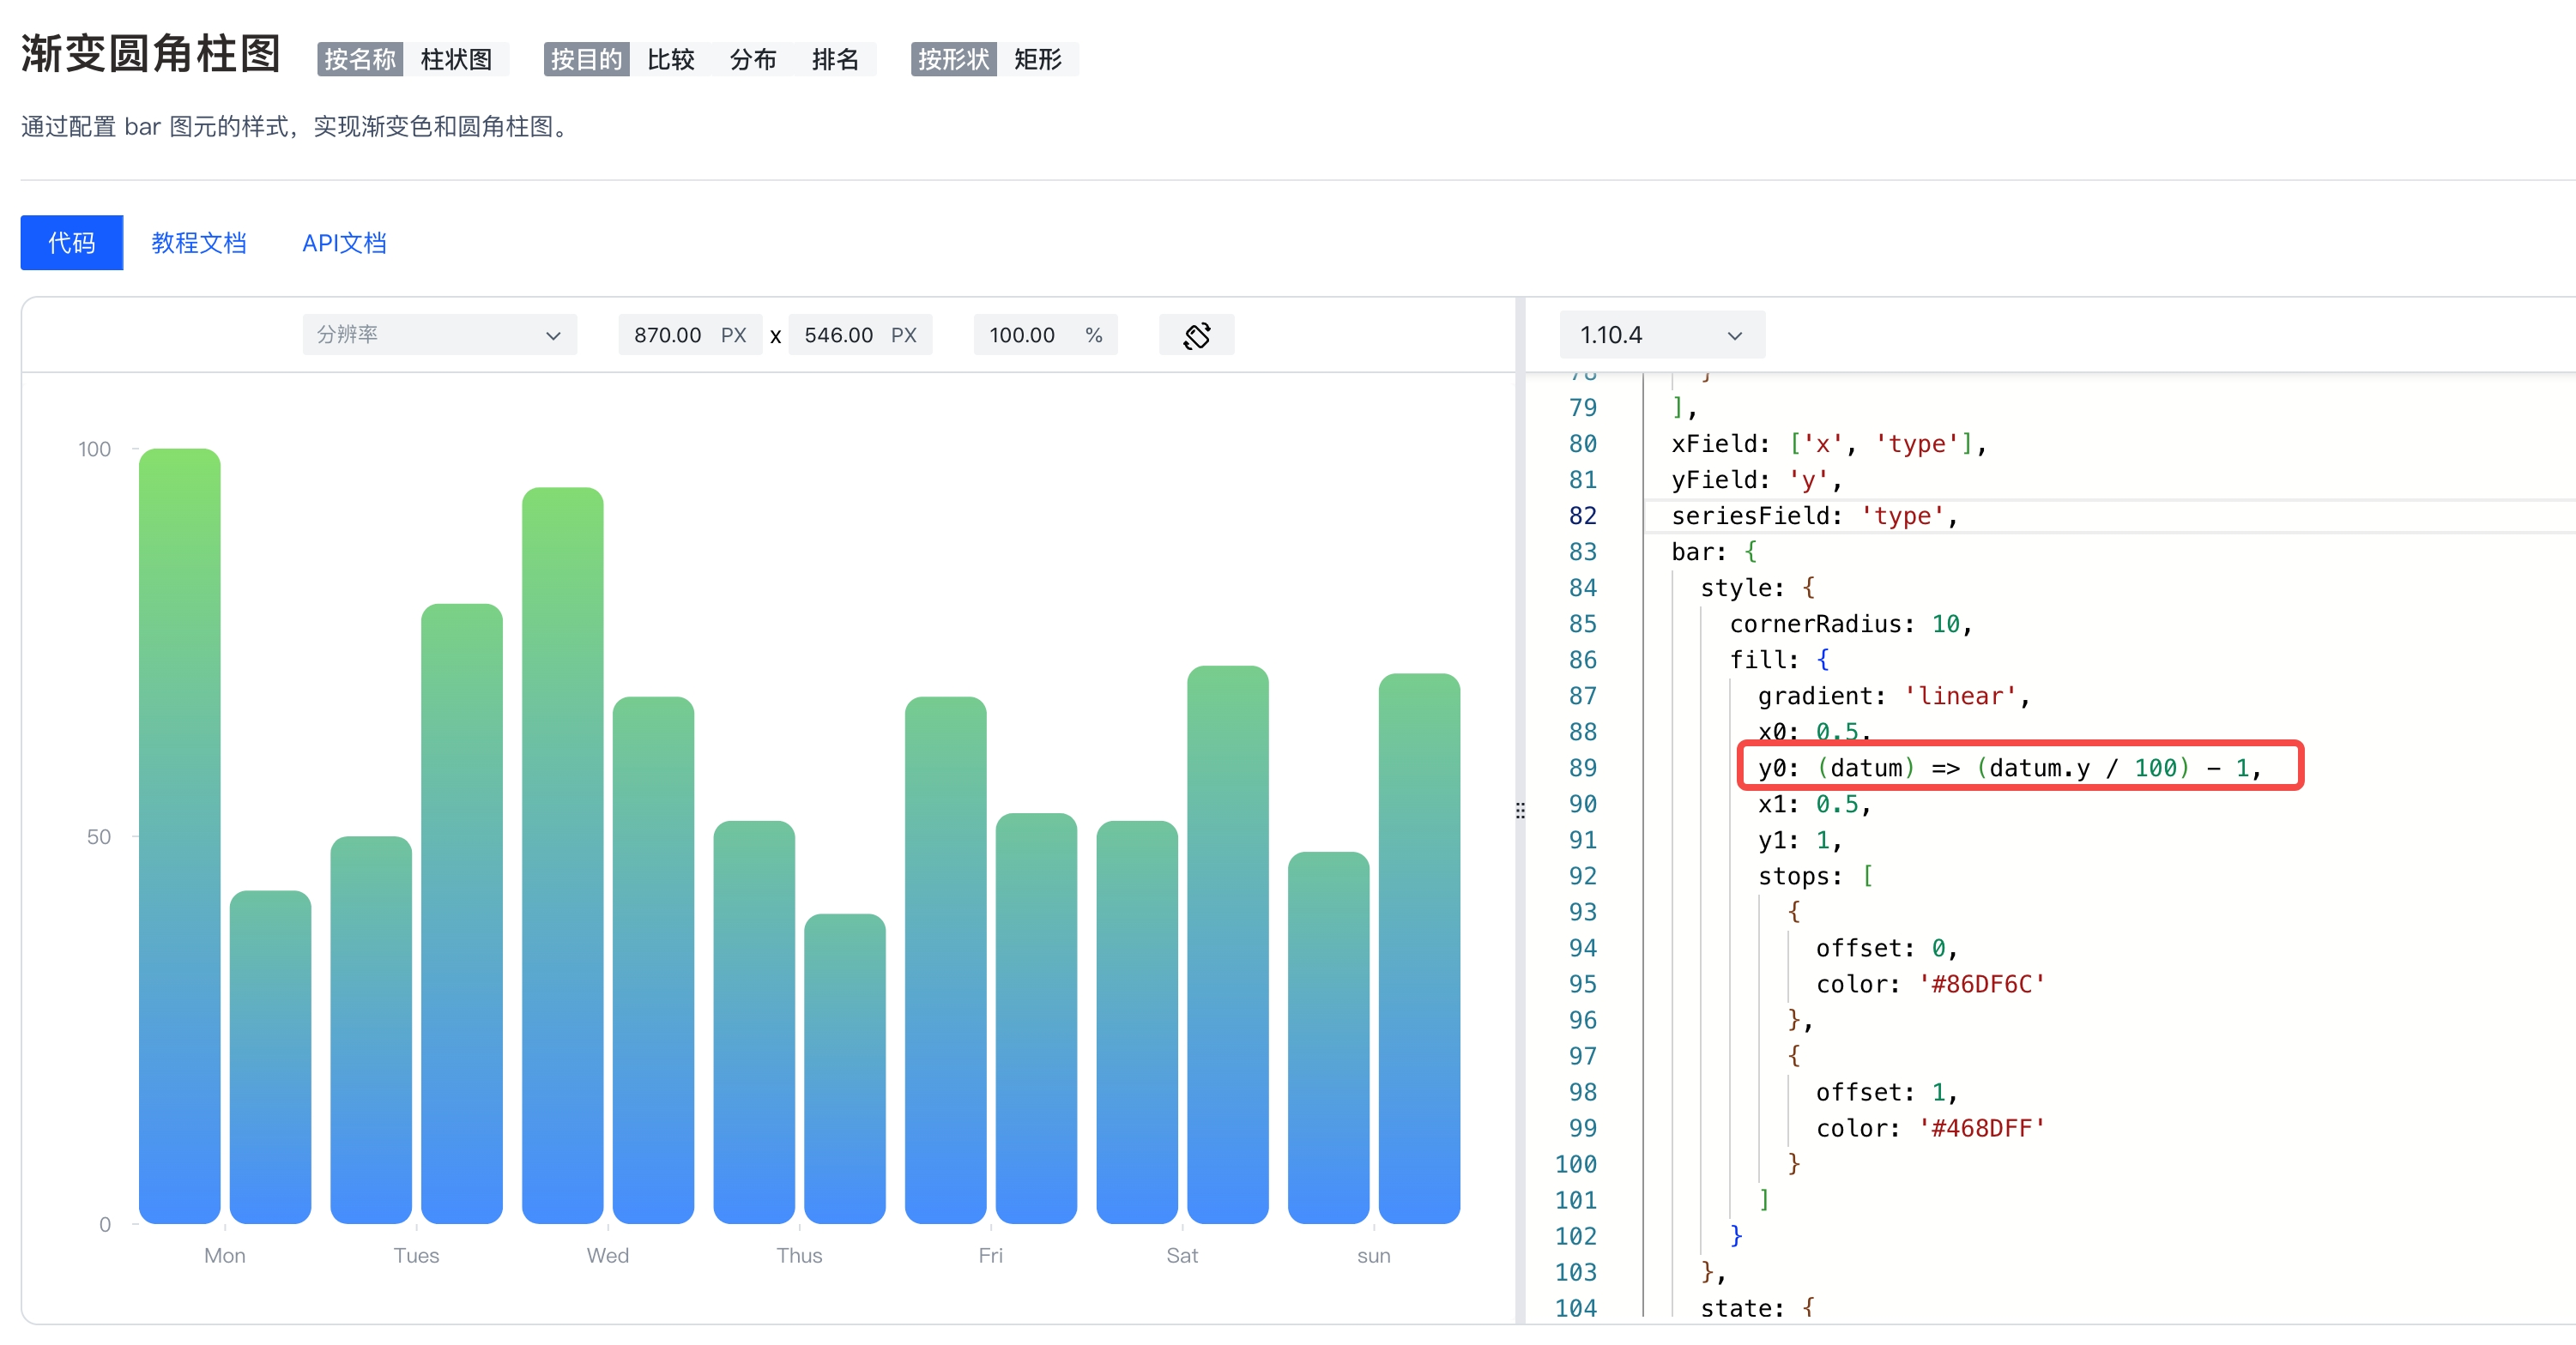 渐变圆角柱图 按名称 柱状图 按目的 比较 分布 排名 按形状 矩形
通过配置 bar 图元的样式，实现渐变色和圆角柱图。
代码 教程文档 API文档
分辨率 870.00 PX x 546.00 PX 100.00 %
100
50
0
Mon Tues Wed Thus Fri Sat sun
1.10.4
78 }
79 ],
80 xField: ['x', 'type'],
81 yField: 'y',
82 seriesField: 'type',
83 bar: {
84 style: {
85 cornerRadius: 10,
86 fill: {
87 gradient: 'linear',
88 x0: 0.5,
89 y0: (datum) => (datum.y / 100) - 1,
90 x1: 0.5,
91 y1: 1,
92 stops: [
93 {
94 offset: 0,
95 color: '#86DF6C'
96 },
97 {
98 offset: 1,
99 color: '#468DFF'
100 }
101 ]
102 }
103 },
104 state: {